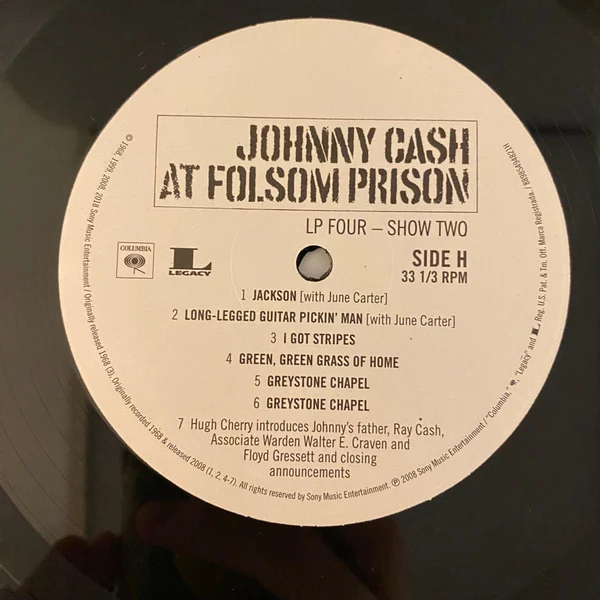 JOHNNY CASH
AT FOLSOM PRISON
LP FOUR – SHOW TWO
COLUMBIA
L
LEGACY
SIDE H
33 1/3 RPM
1 JACKSON [with June Carter]
2 LONG-LEGGED GUITAR PICKIN' MAN [with June Carter]
3 I GOT STRIPES
4 GREEN, GREEN GRASS OF HOME
5 GREYSTONE CHAPEL
6 GREYSTONE CHAPEL
7 Hugh Cherry introduces Johnny's father, Ray Cash,
Associate Warden Walter E. Craven and
Floyd Gressett and closing
announcements
© 1968, 1999, 2008, 2018 Sony Music Entertainment / Originally released 1968 (3), Originally recorded 1968 & released 2008 (1, 2, 4-7). All rights reserved by Sony Music Entertainment. ℗ 2008 Sony Music Entertainment / "Columbia," "Legacy" and L Reg. U.S. Pat. & Tm. Off. Marca Registrada. / 88985494821H